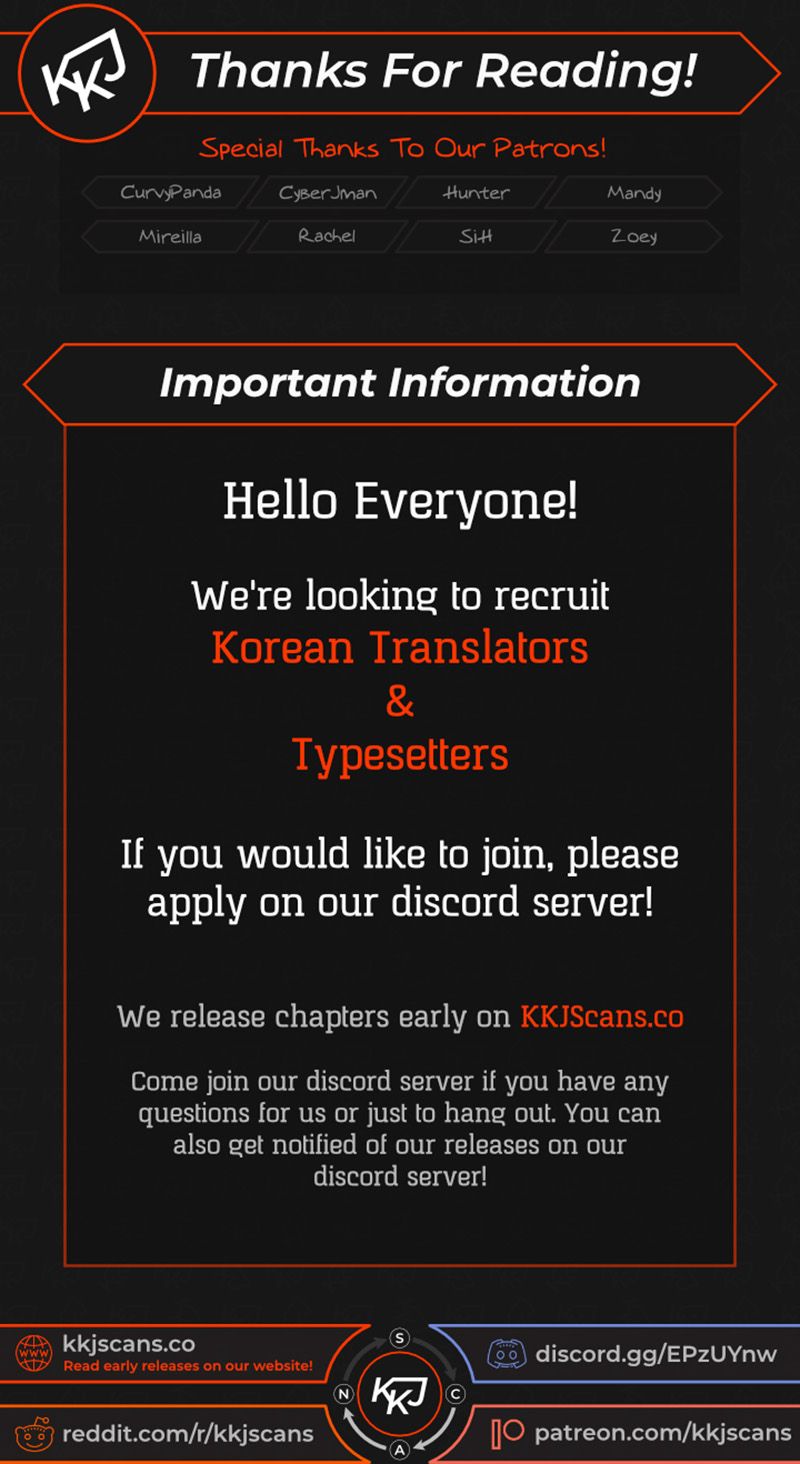 KKJ
Thanks For Reading!
Special Thanks To Our Patrons!
CurvyPanda CyberJman Hunter Mandy
Mireilla Rachel SiH Zoey
Important Information
Hello Everyone!
We're looking to recruit
Korean Translators
&
Typesetters
If you would like to join, please
apply on our discord server!
We release chapters early on KKJScans.co
Come join our discord server if you have any
questions for us or just to hang out. You can
also get notified of our releases on our
discord server!
WWW kkjscans.co
Read early releases on our website!
discord.gg/EPzUYnw
S
N KKJ C
A
reddit.com/r/kkjscans
patreon.com/kkjscans